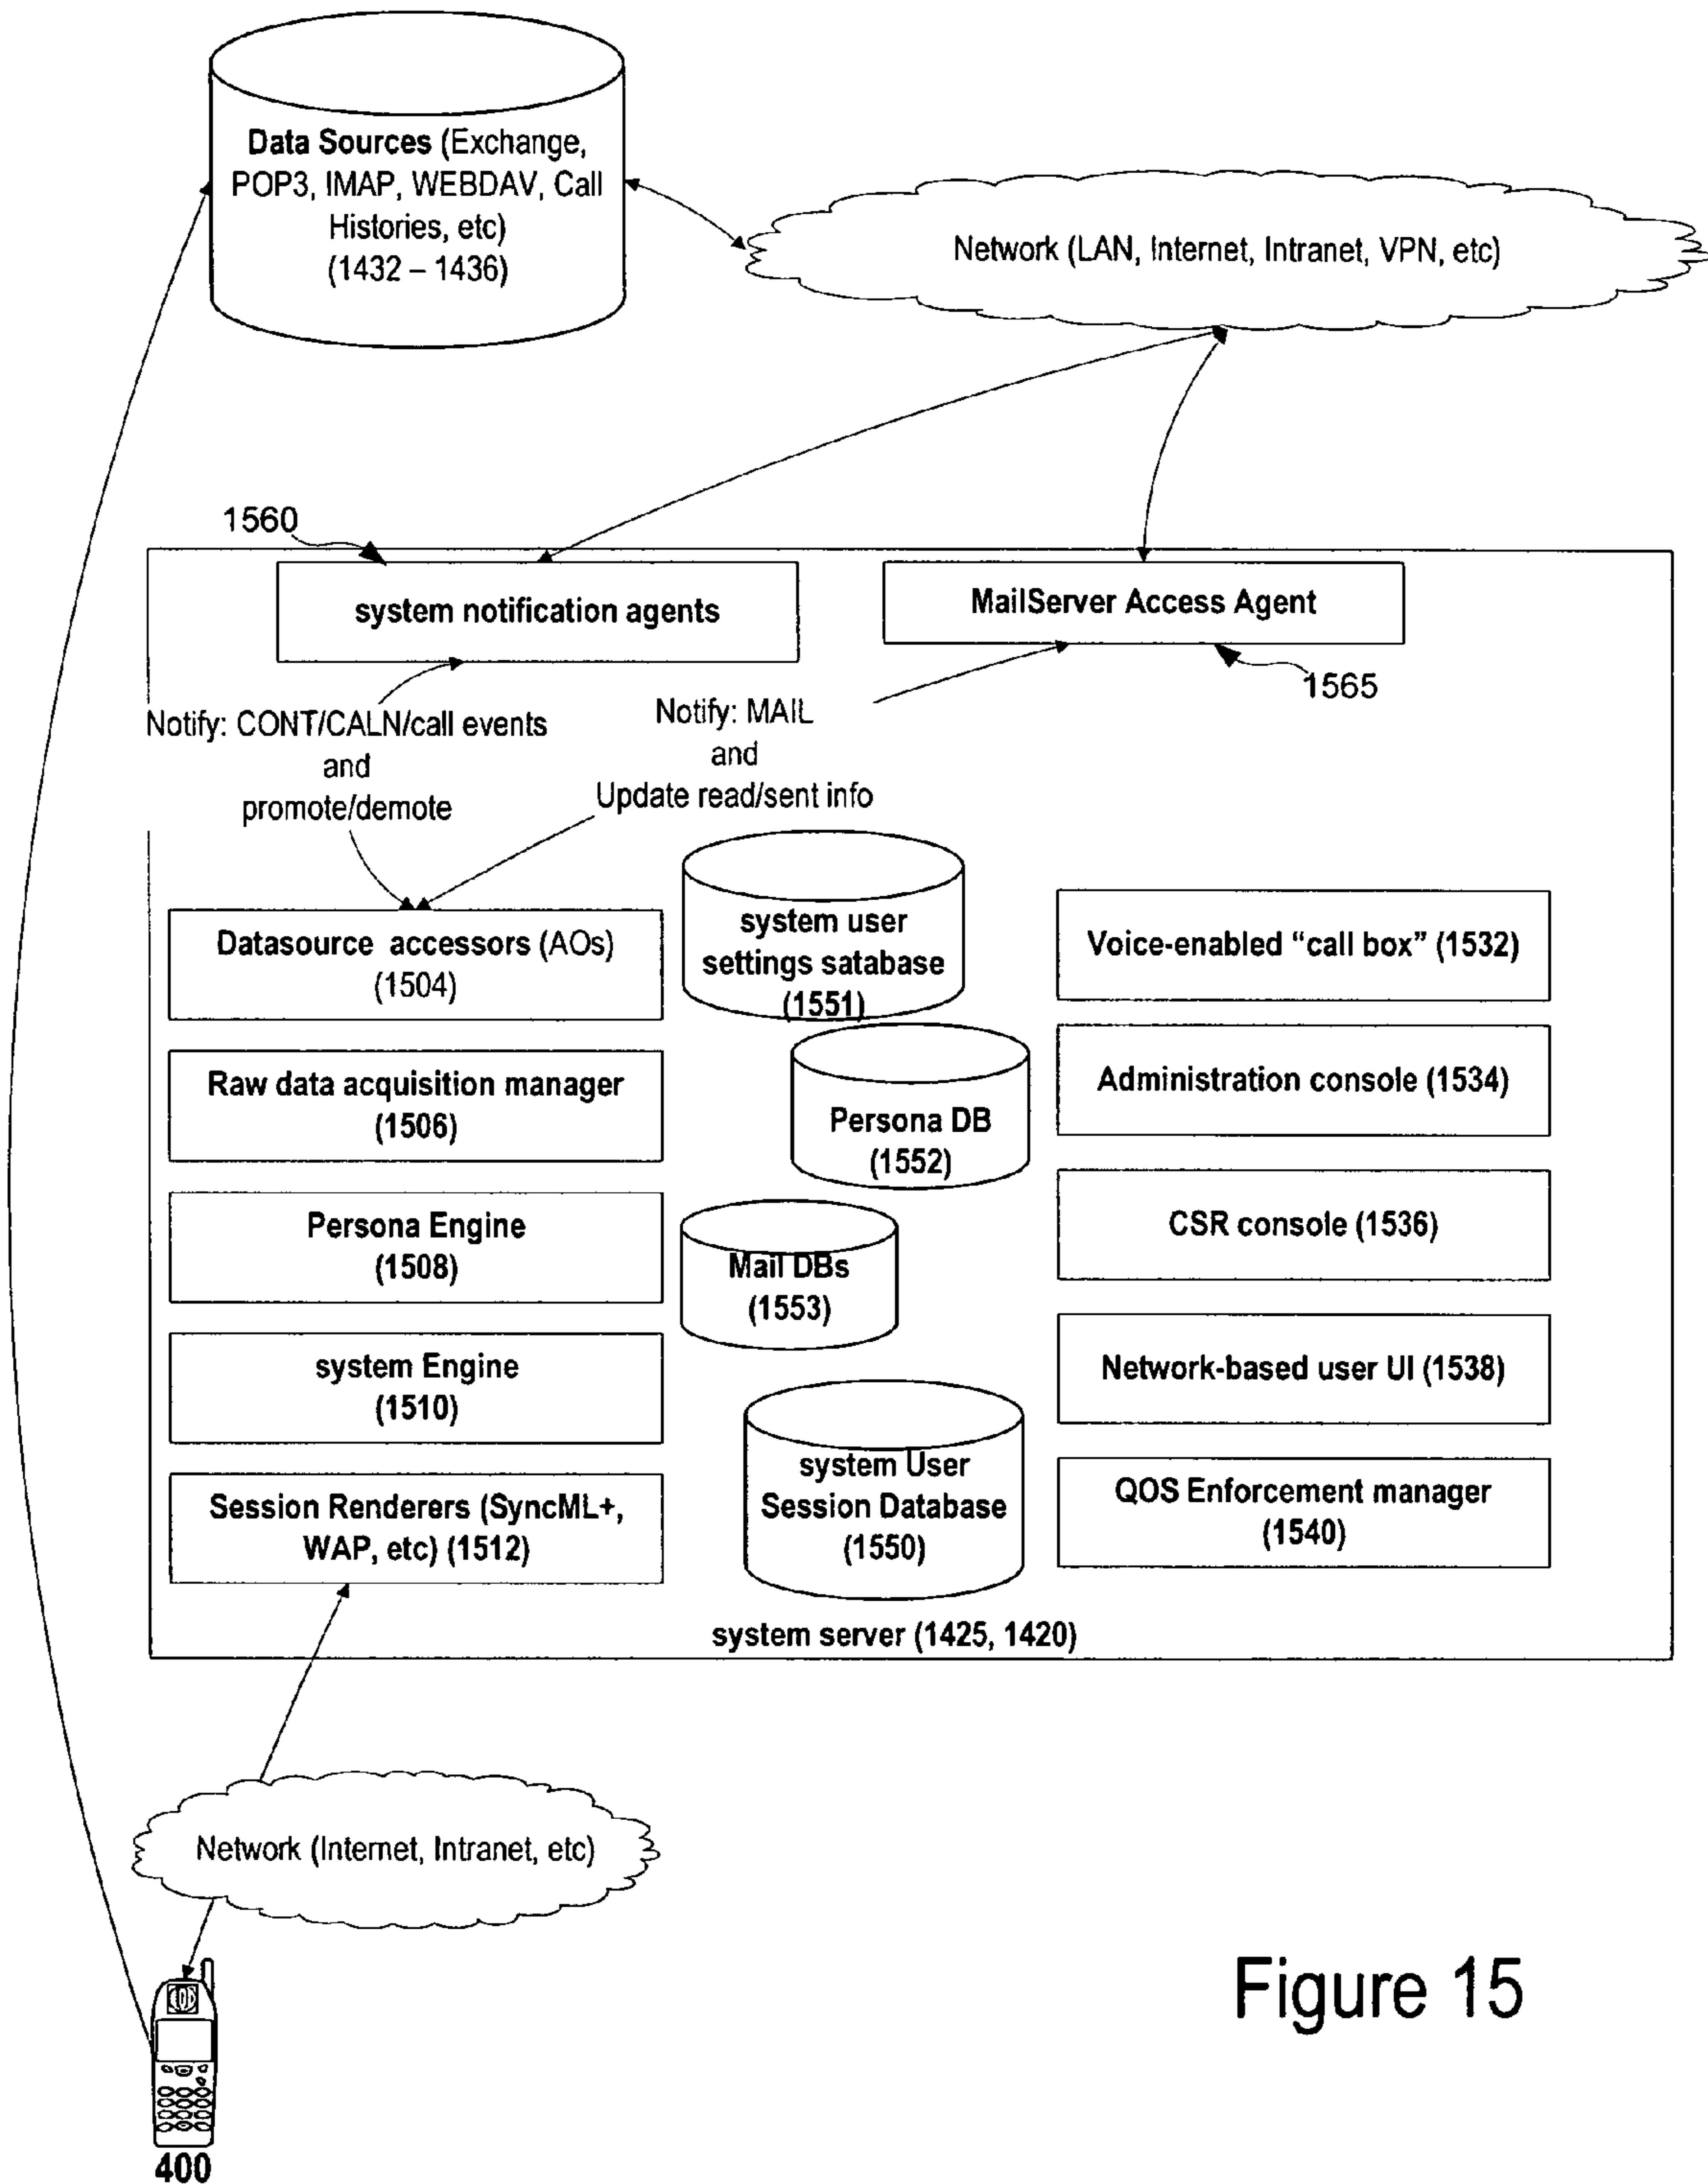 Data Sources (Exchange,
POP3, IMAP, WEBDAV, Call
Histories, etc)
(1432 – 1436)
Network (LAN, Internet, Intranet, VPN, etc)
1560
system notification agents
MailServer Access Agent
1565
Notify: CONT/CALN/call events
and
promote/demote
Notify: MAIL
and
Update read/sent info
Datasource accessors (AOs)
(1504)
Raw data acquisition manager
(1506)
Persona Engine
(1508)
system Engine
(1510)
Session Renderers (SyncML+,
WAP, etc) (1512)
system user
settings satabase
(1551)
Persona DB
(1552)
Mail DBs
(1553)
system User
Session Database
(1550)
Voice-enabled “call box” (1532)
Administration console (1534)
CSR console (1536)
Network-based user UI (1538)
QOS Enforcement manager
(1540)
system server (1425, 1420)
Network (Internet, Intranet, etc)
400
Figure 15